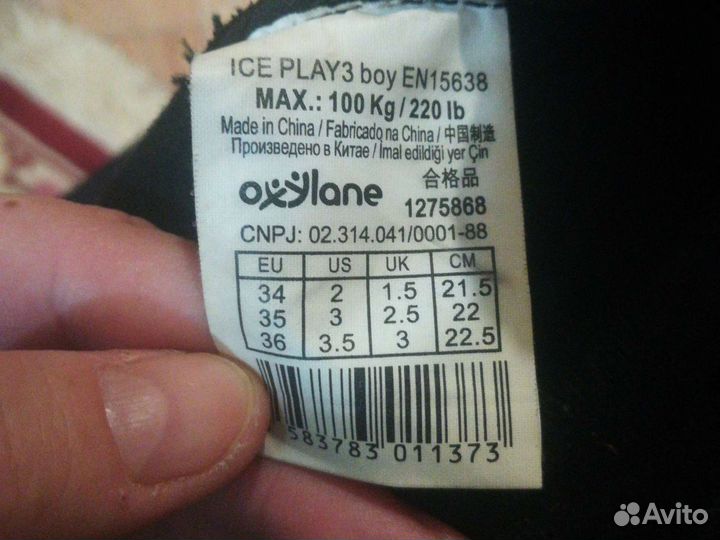 ICE PLAY3 boy EN15638
MAX.: 100 Kg / 220 lb
Made in China / Fabricado na China / 中国制造
Произведено в Китае / İmal edildiği yer Çin
oxylane 合格品
1275868
CNPJ: 02.314.041/0001-88
EU US UK CM
34 2 1.5 21.5
35 3 2.5 22
36 3.5 3 22.5
583783 011373
Avito